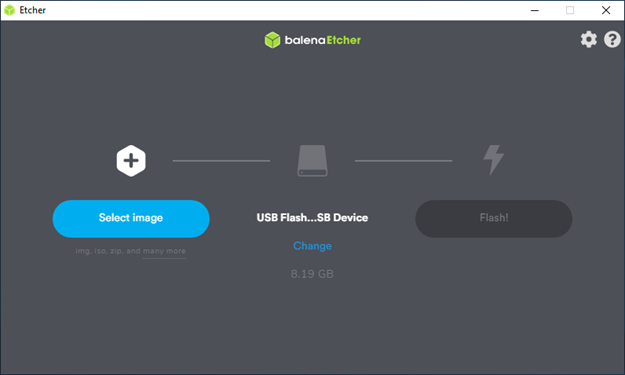 Etcher
balenaEtcher
Select image
USB Flash...SB Device
Flash!
Change
img, iso, zip, and many more
8.19 GB